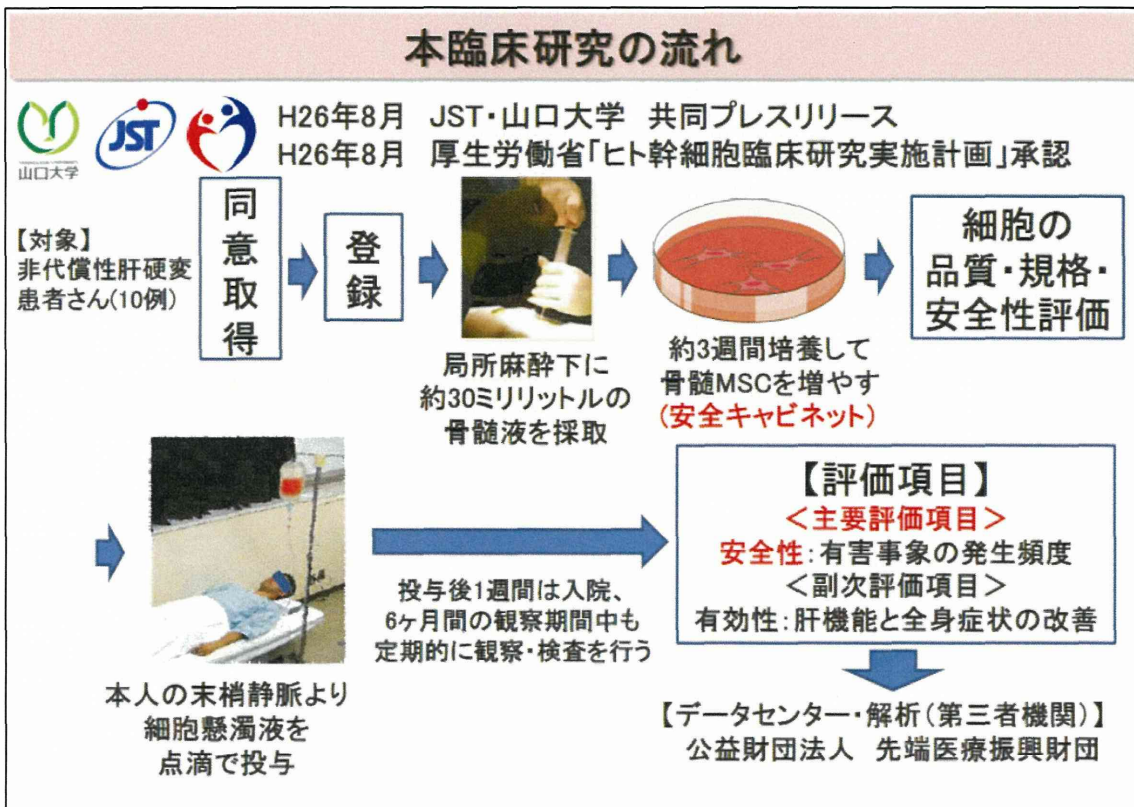 本臨床研究の流れ
山口大学
JST
H26年8月 JST・山口大学 共同プレスリリース
H26年8月 厚生労働省「ヒト幹細胞臨床研究実施計画」承認
【対象】
非代償性肝硬変
患者さん(10例)
同意取得
登録
局所麻酔下に
約30ミリリットルの
骨髄液を採取
約3週間培養して
骨髄MSCを増やす
(安全キャビネット)
細胞の
品質・規格・
安全性評価
本人の末梢静脈より
細胞懸濁液を
点滴で投与
投与後1週間は入院、
6ヶ月間の観察期間中も
定期的に観察・検査を行う
【評価項目】
<主要評価項目>
安全性:有害事象の発生頻度
<副次評価項目>
有効性:肝機能と全身症状の改善
【データセンター・解析(第三者機関)】
公益財団法人 先端医療振興財団